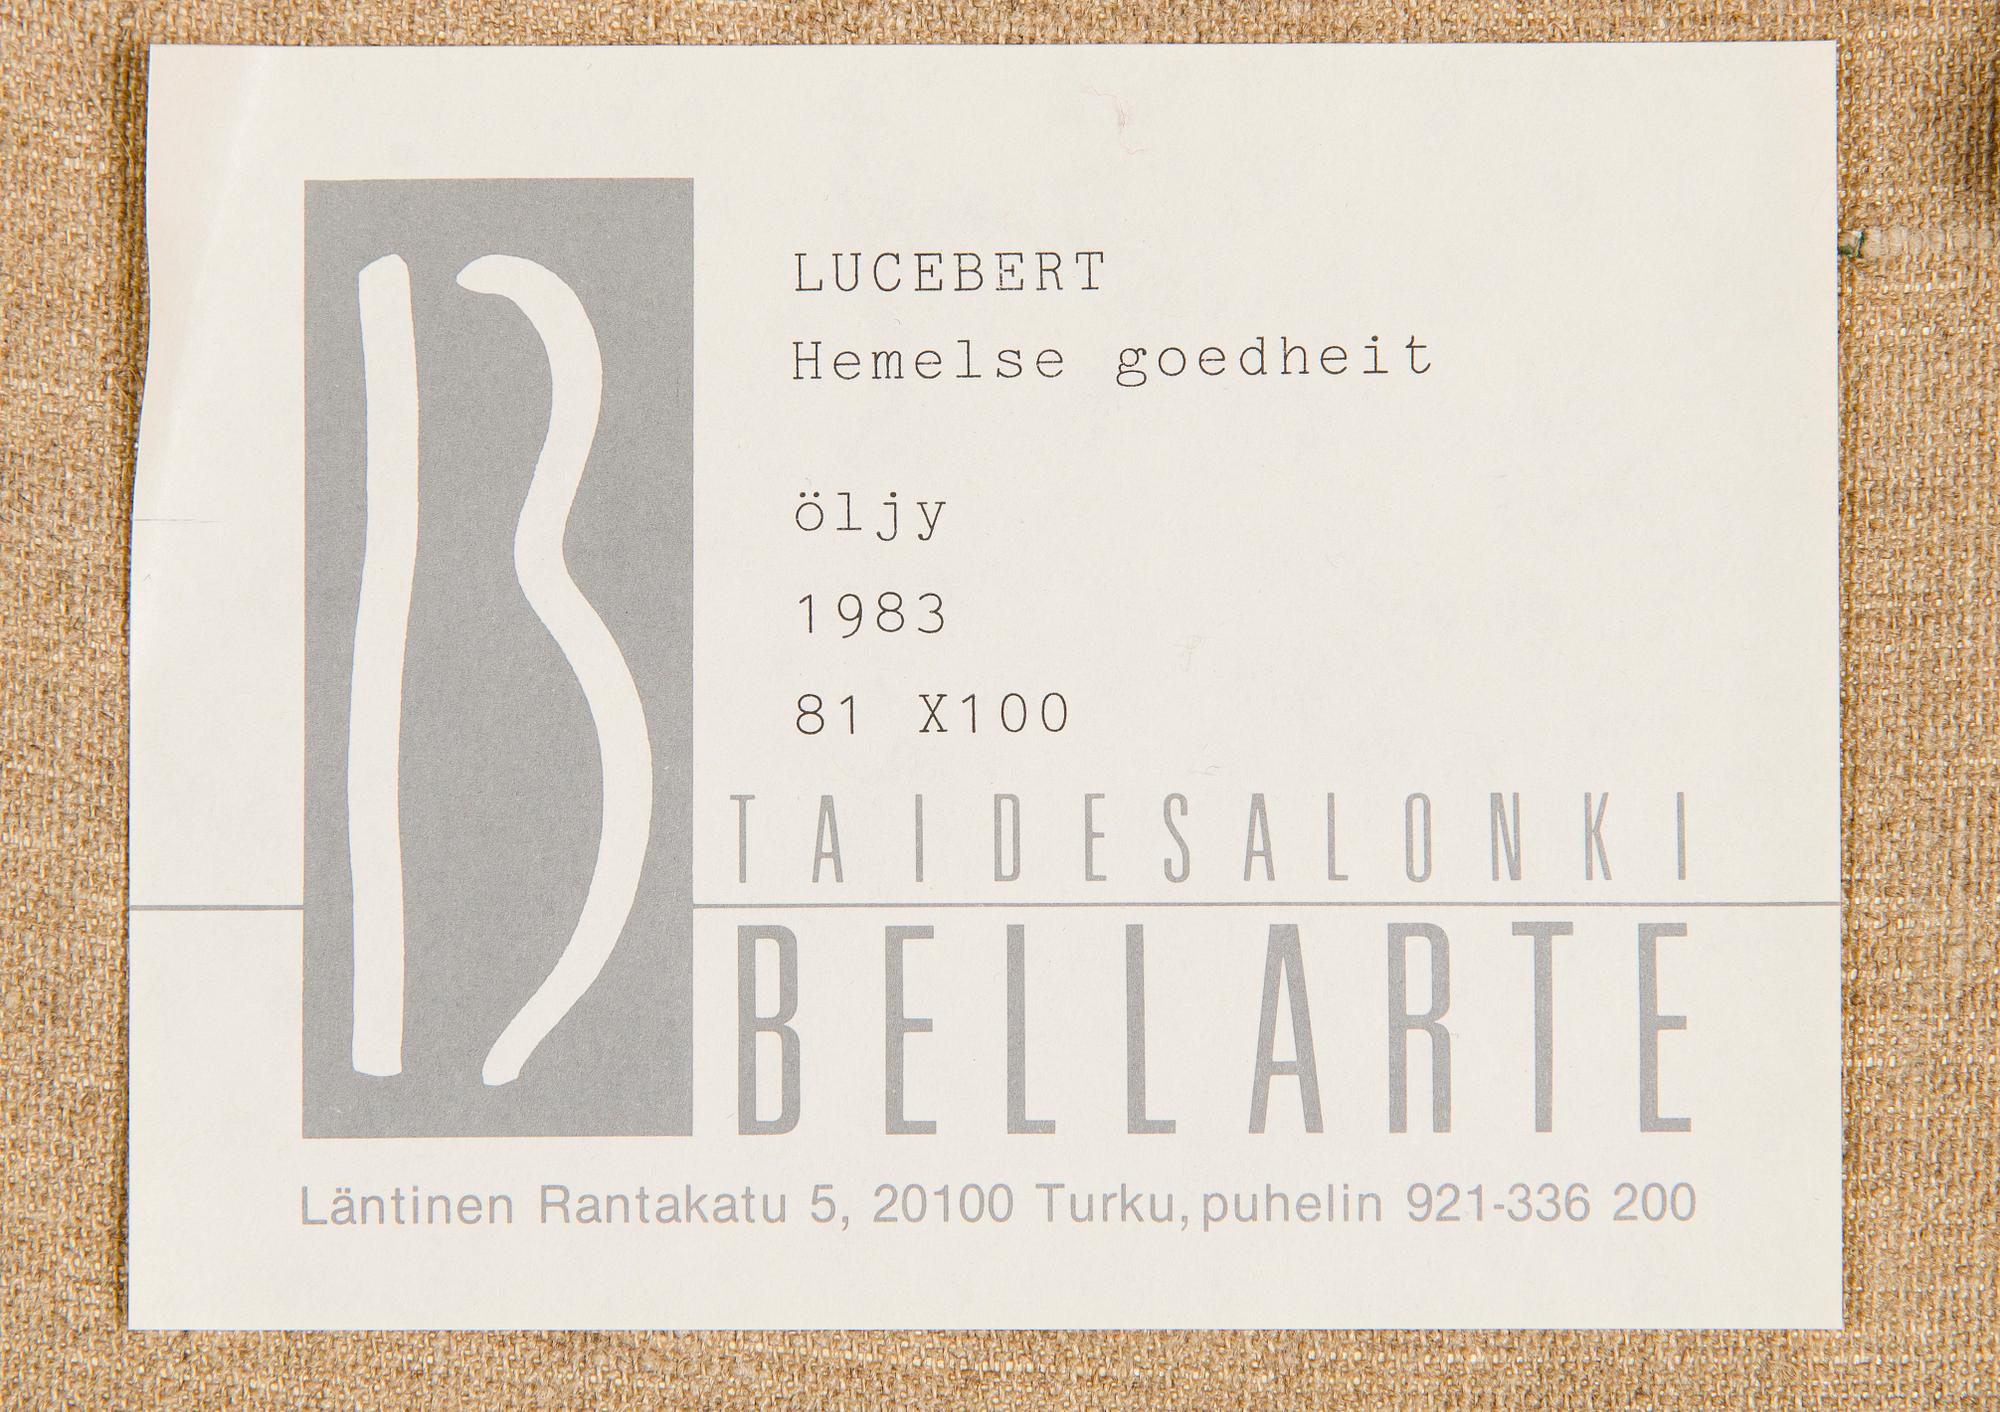 LUCEBERT
Hemelse goedheit
öljy
1983
81 X100
TAIDESALONKI
BELLARTE
Läntinen Rantakatu 5, 20100 Turku, puhelin 921-336 200